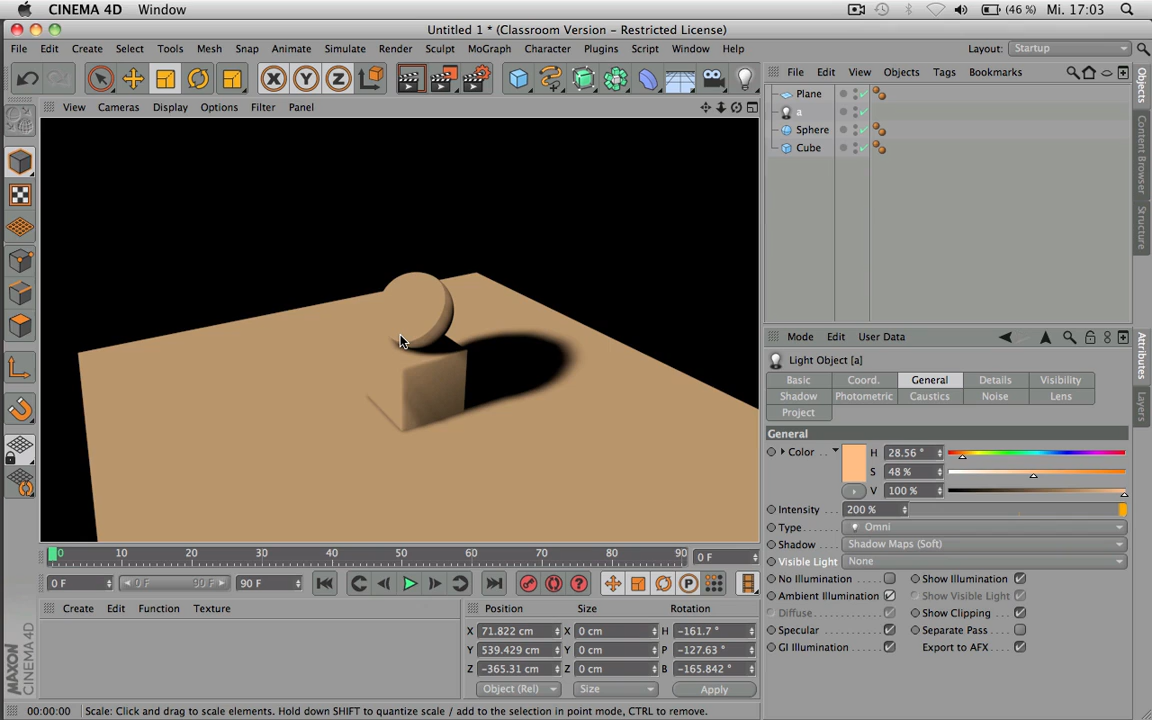 CINEMA 4D Window (46 %) Mi. 17:03
Untitled 1 * (Classroom Version - Restricted License)
File Edit Create Select Tools Mesh Snap Animate Simulate Render Sculpt MoGraph Character Plugins Script Window Help Layout: Startup
X Y Z
File Edit View Objects Tags Bookmarks
View Cameras Display Options Filter Panel
Plane
a
Sphere
Cube
Objects
Content Browser
Structure
Mode Edit User Data
Light Object [a]
Basic Coord. General Details Visibility
Shadow Photometric Caustics Noise Lens
Project
Attributes
Layers
General
Color H 28.56 °
S 48 %
V 100 %
Intensity 200 %
Type Omni
Shadow Shadow Maps (Soft)
Visible Light None
No Illumination Show Illumination
Ambient Illumination Show Visible Light
Diffuse Show Clipping
Specular Separate Pass
GI Illumination Export to AFX
0 10 20 30 40 50 60 70 80 90 0 F
0 F 0 F 90 F 90 F P
Create Edit Function Texture
Position Size Rotation
X 71.822 cm X 0 cm H -161.7 °
Y 539.429 cm Y 0 cm P -127.63 °
Z -365.31 cm Z 0 cm B -165.842 °
Object (Rel) Size Apply
MAXON
CINEMA 4D
00:00:00 Scale: Click and drag to scale elements. Hold down SHIFT to quantize scale / add to the selection in point mode, CTRL to remove.